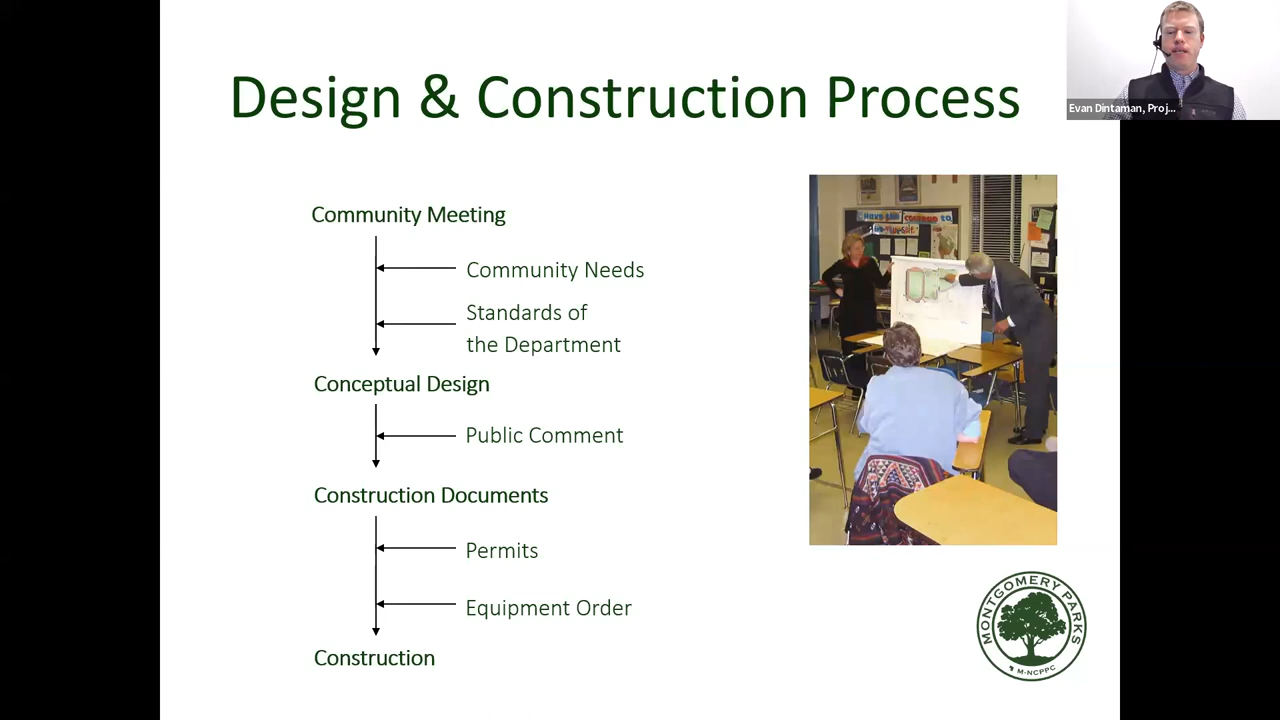 Design & Construction Process
Evan Dintaman, Proj...
Community Meeting
Community Needs
Standards of
the Department
Conceptual Design
Public Comment
Construction Documents
Permits
Equipment Order
Construction
MONTGOMERY PARKS
M-NCPPC